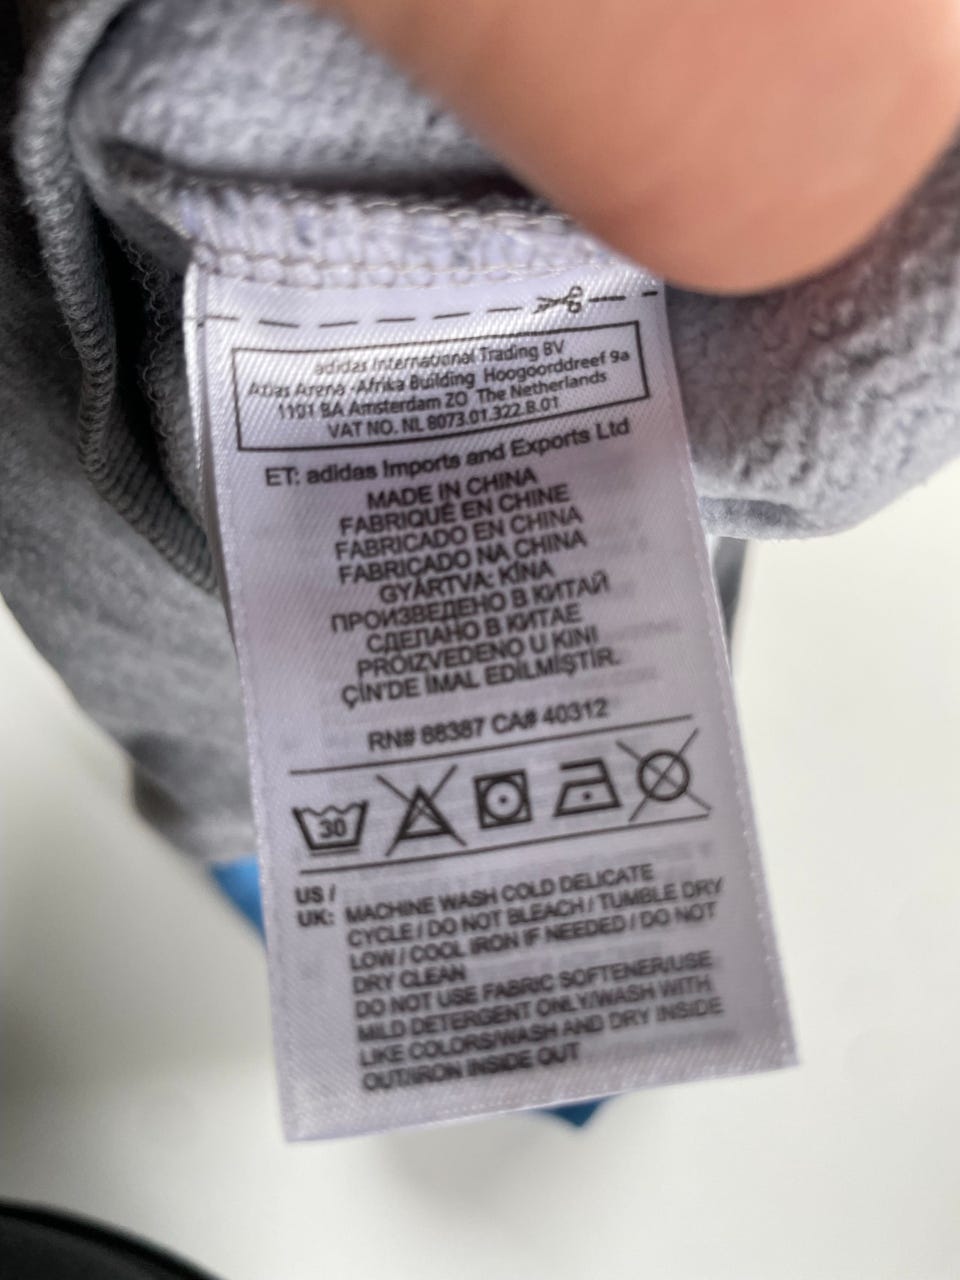 adidas International Trading BV
Atlas Arena -Afrika Building Hoogoorddreef 9a
1101 BA Amsterdam ZO The Netherlands
VAT NO. NL 8073.01.322.B.01
ET: adidas Imports and Exports Ltd
MADE IN CHINA
FABRIQUÉ EN CHINE
FABRICADO EN CHINA
FABRICADO NA CHINA
GYÁRTVA: KÍNA
ПРОИЗВЕДЕНО В КИТАЙ
СДЕЛАНО В КИТАЕ
PROIZVEDENO U KINI
ÇİN'DE İMAL EDİLMİŞTİR.
RN# 88387 CA# 40312
30
US /
UK: MACHINE WASH COLD DELICATE
CYCLE / DO NOT BLEACH / TUMBLE DRY
LOW / COOL IRON IF NEEDED / DO NOT
DRY CLEAN
DO NOT USE FABRIC SOFTENER/USE
MILD DETERGENT ONLY/WASH WITH
LIKE COLORS/WASH AND DRY INSIDE
OUT/IRON INSIDE OUT